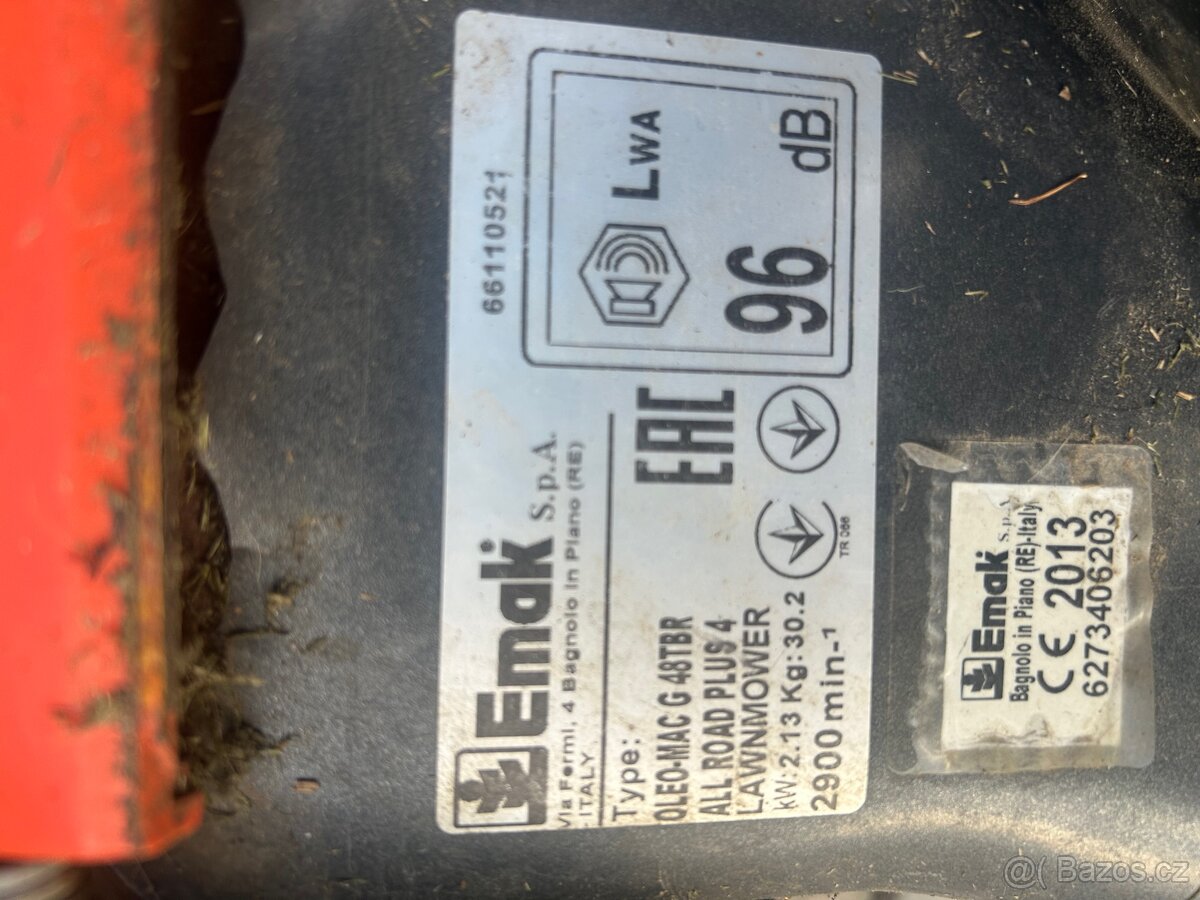 Emak S.p.A.
Via Fermi, 4 Bagnolo in Piano (RE)
- ITALY
Type:
OLEO-MAC G 48TBR
ALL ROAD PLUS 4
LAWNMOWER
kW: 2.13 Kg: 30.2
2900 min-¹
EAC
TR 066
66110521
LWA
96 dB
Emak S.p.A.
Bagnolo in Piano (RE)-Italy
CE 2013
6273406203
@( Bazos.cz